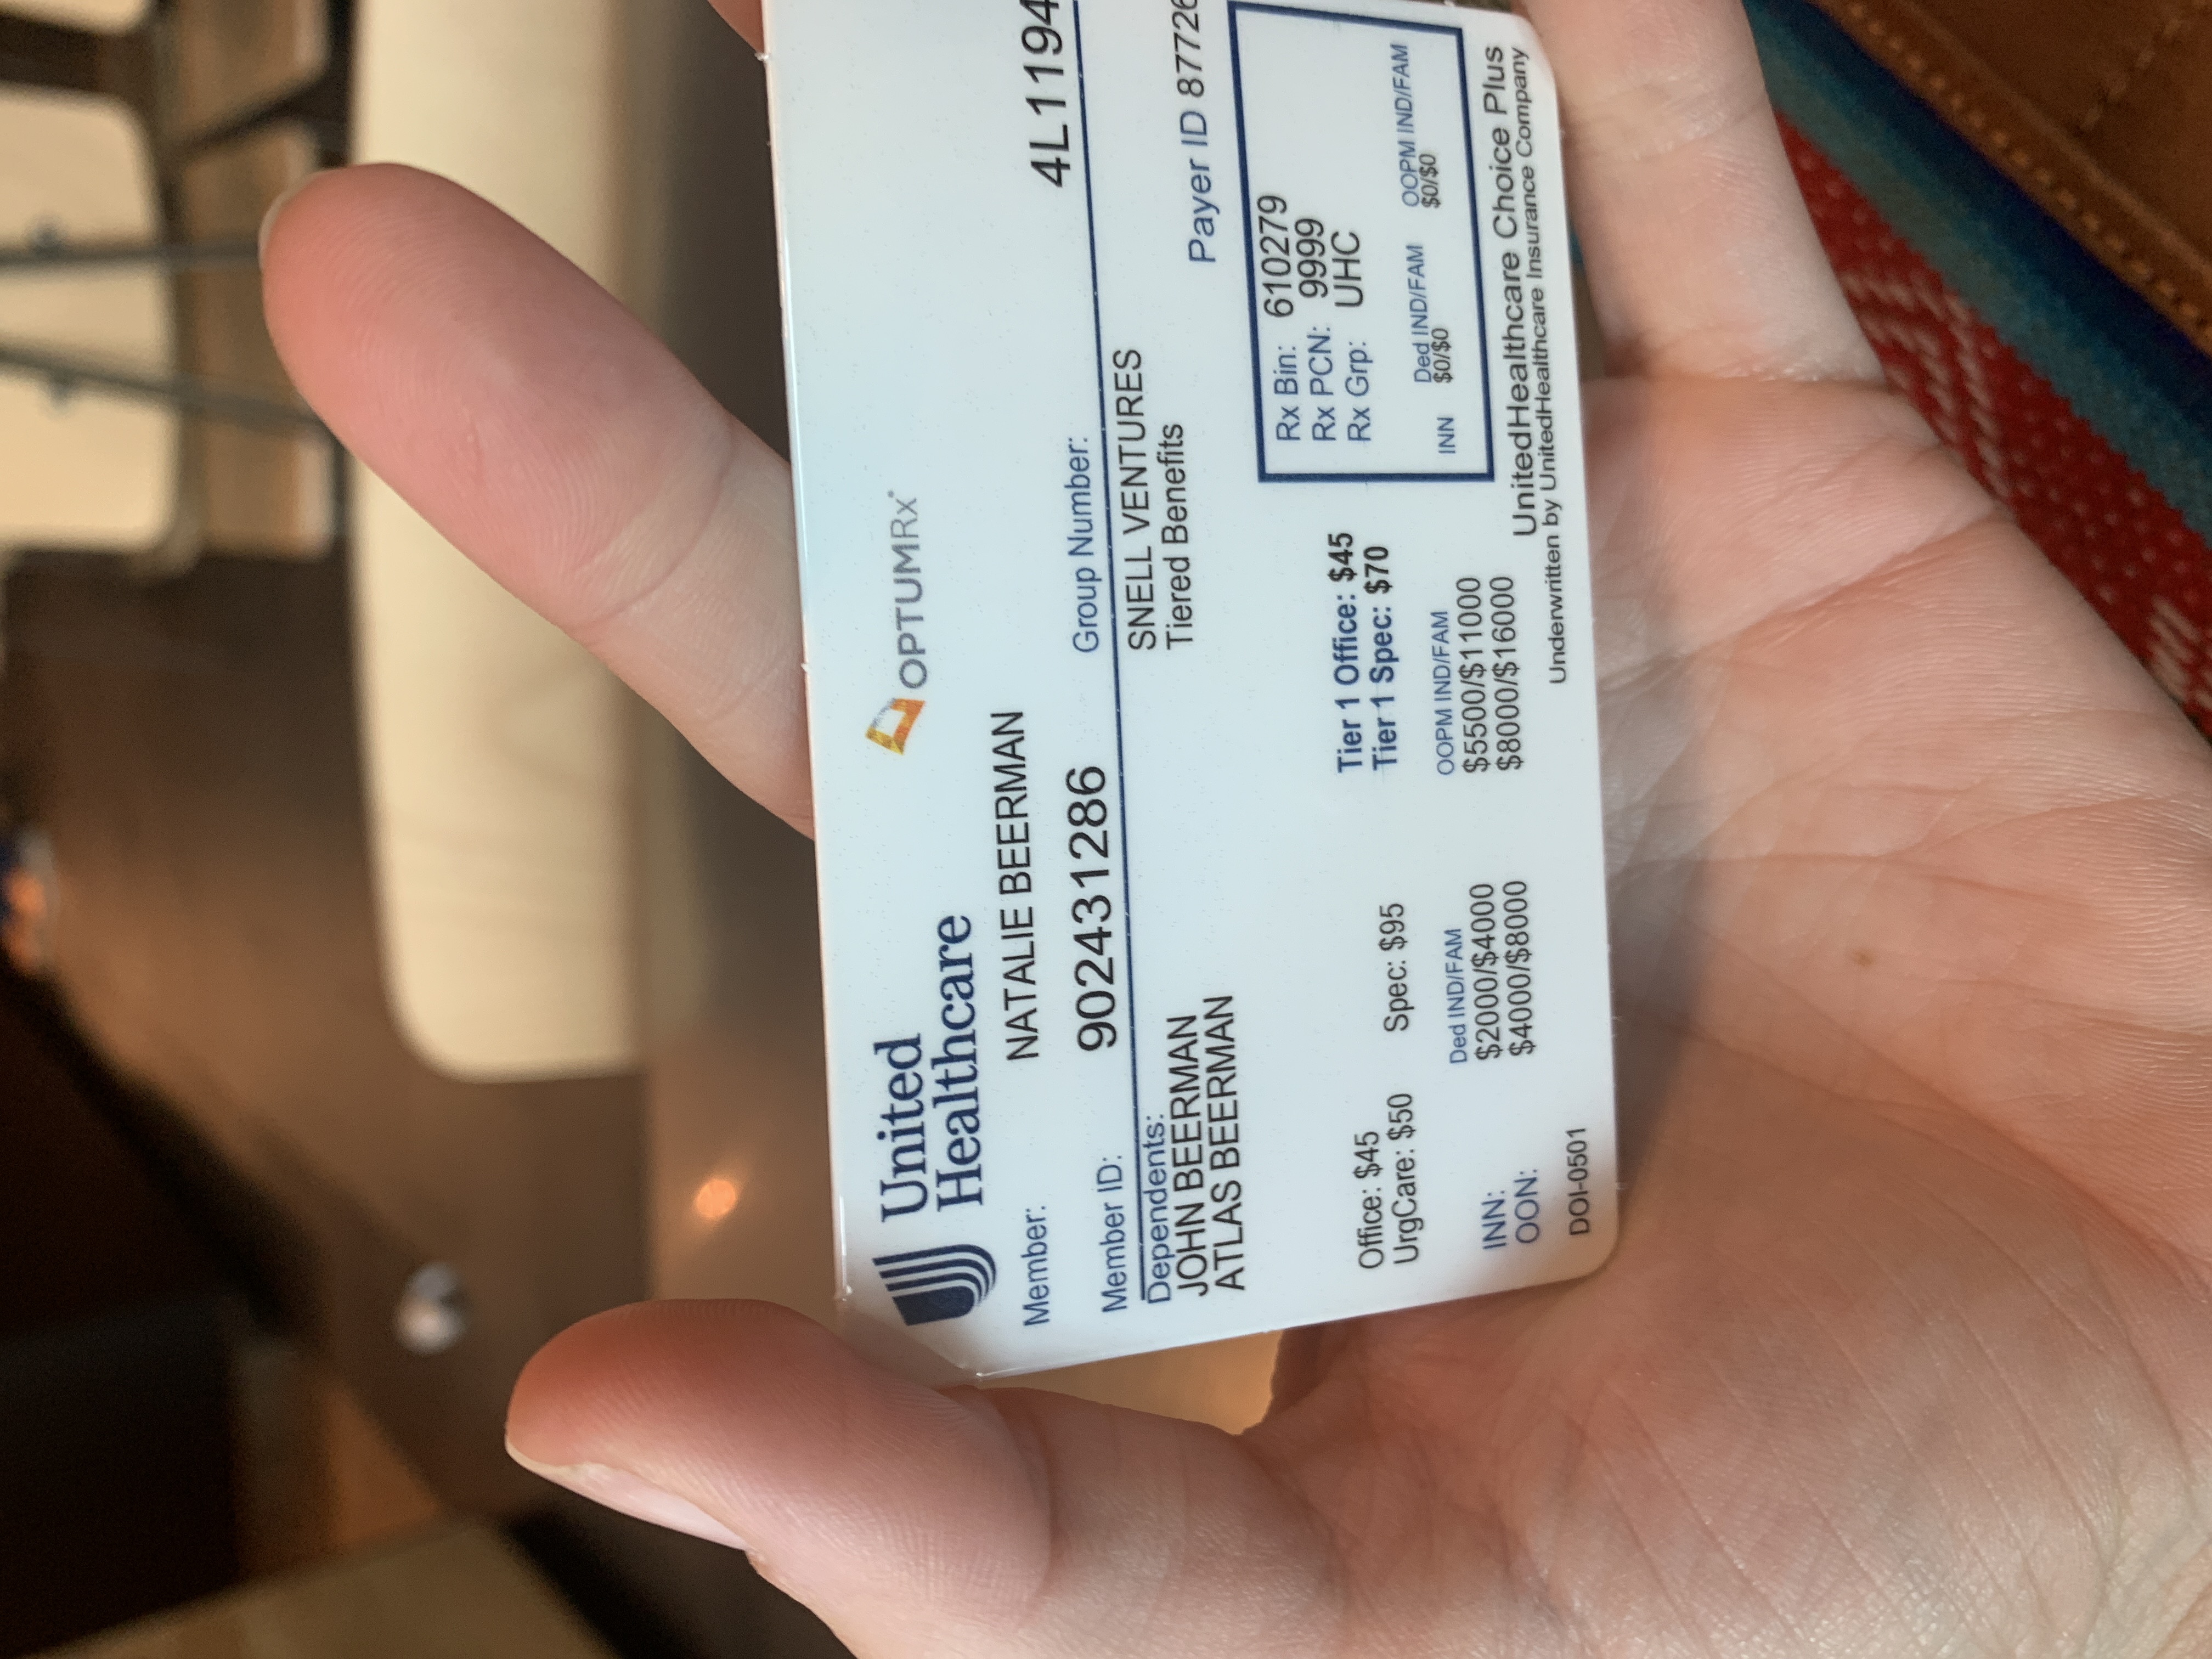 United
Healthcare
OPTUMRx®
Member: NATALIE BEERMAN
Member ID: 902431286 Group Number: 4L1194
Dependents:
JOHN BEERMAN
ATLAS BEERMAN
SNELL VENTURES
Tiered Benefits
Payer ID 87726
Rx Bin: 610279
Rx PCN: 9999
Rx Grp: UHC
Ded IND/FAM OOPM IND/FAM
INN $0/$0 $0/$0
Office: $45
UrgCare: $50 Spec: $95
Tier 1 Office: $45
Tier 1 Spec: $70
Ded IND/FAM OOPM IND/FAM
INN: $2000/$4000 $5500/$11000
OON: $4000/$8000 $8000/$16000
UnitedHealthcare Choice Plus
Underwritten by UnitedHealthcare Insurance Company
DOI-0501